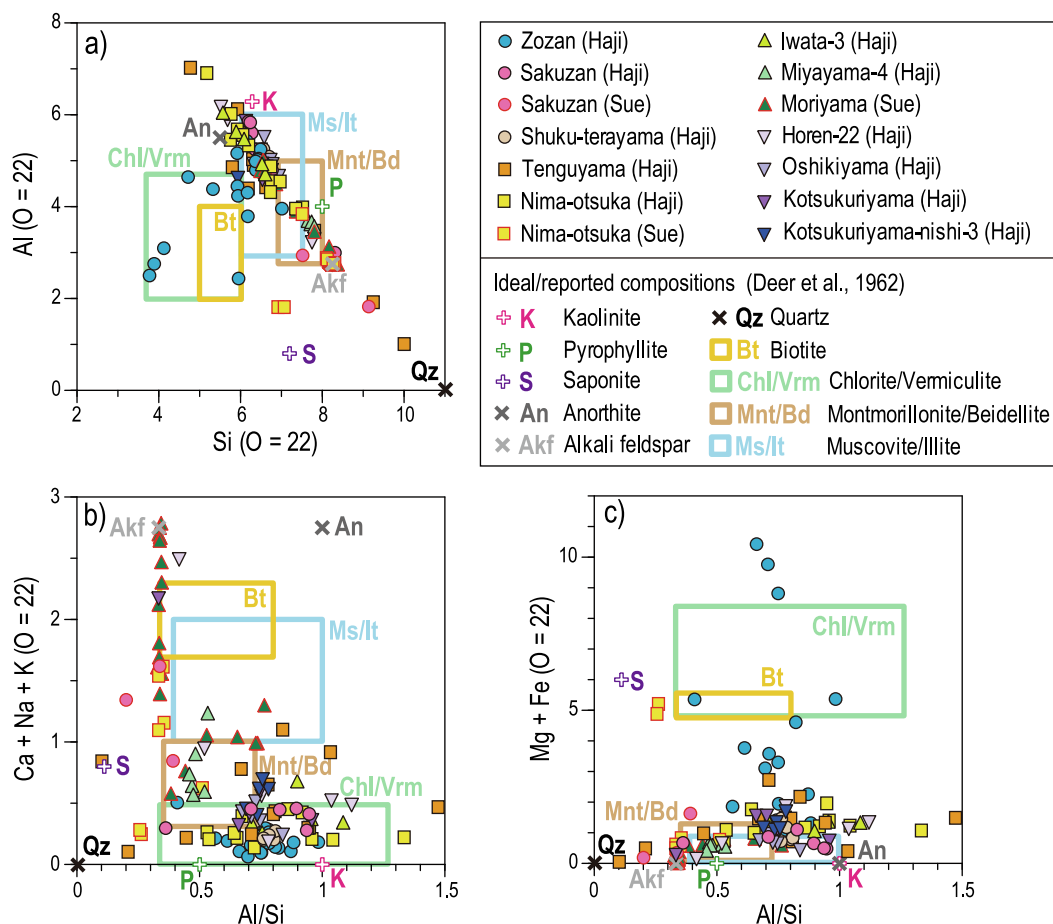 a)
Al (O = 22)
8
6
4
2
0
2
4
6
8
10
Si (O = 22)
K
An
Ms/It
Chl/Vrm
Mnt/Bd
P
Bt
Akf
S
Qz
Zozan (Haji)
Sakuzan (Haji)
Sakuzan (Sue)
Shuku-terayama (Haji)
Tenguyama (Haji)
Nima-otsuka (Haji)
Nima-otsuka (Sue)
Iwata-3 (Haji)
Miyayama-4 (Haji)
Moriyama (Sue)
Horen-22 (Haji)
Oshikiyama (Haji)
Kotsukuriyama (Haji)
Kotsukuriyama-nishi-3 (Haji)
Ideal/reported compositions (Deer et al., 1962)
K Kaolinite
P Pyrophyllite
S Saponite
An Anorthite
Akf Alkali feldspar
Qz Quartz
Bt Biotite
Chl/Vrm Chlorite/Vermiculite
Mnt/Bd Montmorillonite/Beidellite
Ms/It Muscovite/Illite
b)
Ca + Na + K (O = 22)
3
2
1
0
0
0.5
1
1.5
Al/Si
Akf
An
Bt
Ms/It
Mnt/Bd
S
Chl/Vrm
Qz
P
K
c)
Mg + Fe (O = 22)
10
5
0
0
0.5
1
1.5
Al/Si
Chl/Vrm
S
Bt
Mnt/Bd
Qz
An
Akf
P
K